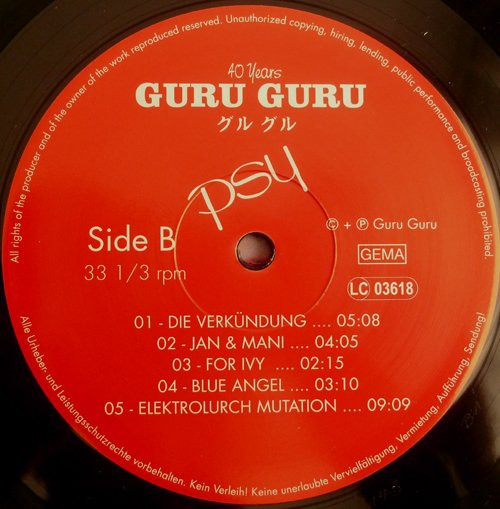 All rights of the producer and of the owner of the work reproduced reserved. Unauthorized copying, hiring, lending, public performance and broadcasting prohibited
40 Years
GURU GURU
グル グル
psy
Side B
33 1/3 rpm
© + ℗ Guru Guru
GEMA
LC 03618
01 - DIE VERKÜNDUNG .... 05:08
02 - JAN & MANI .... 04:05
03 - FOR IVY .... 02:15
04 - BLUE ANGEL .... 03:10
05 - ELEKTROLURCH MUTATION .... 09:09
Alle Urheber- und Leistungsschutzrechte vorbehalten. Kein Verleih! Keine unerlaubte Vervielfältigung, Vermietung, Aufführung, Sendung!